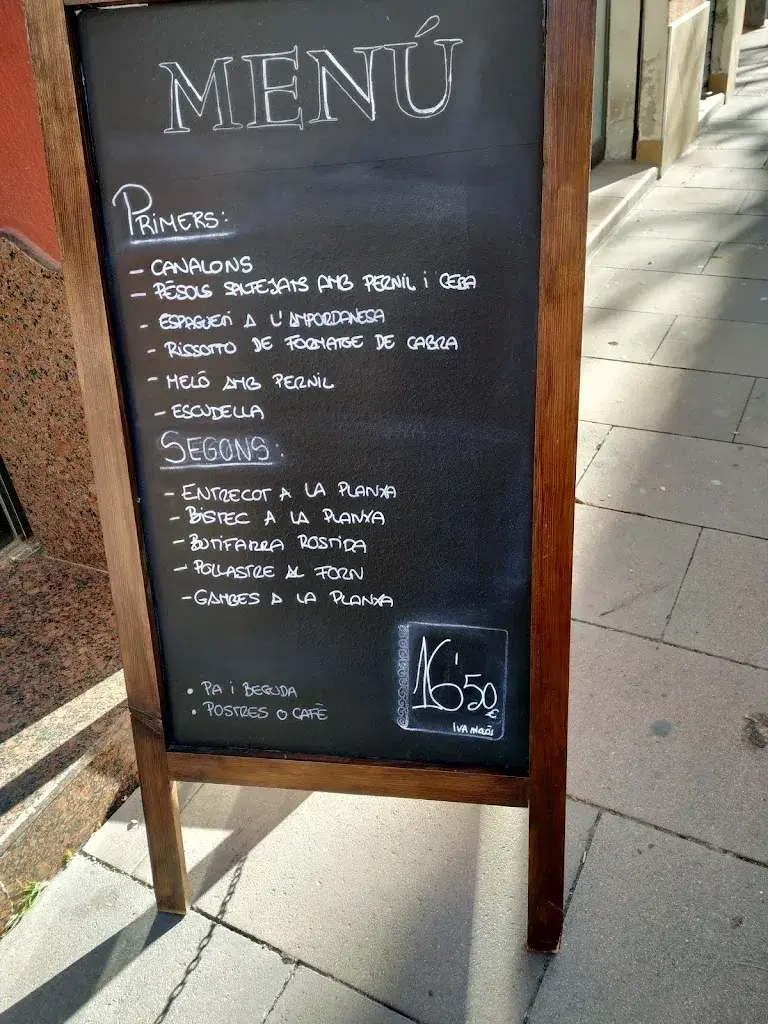 MENÚ
PRIMERS:
- CANALONS
- PÈSOLS SALTEJATS AMB PERNIL i CEBA
- ESPAGUETI A L'AMPORDANESA
- RISSOTTO DE FORMATGE DE CABRA
- MELÓ AMB PERNIL
- ESCUDELLA
SEGONS:
- ENTRECOT A LA PLANXA
- BISTEC A LA PLANXA
- BUTIFARRA ROSTIDA
- POLLASTRE AL FORN
- GAMBES A LA PLANXA
• PA i BEGUDA
• POSTRES O CAFÈ
16'50
€
IVA INCLÒS